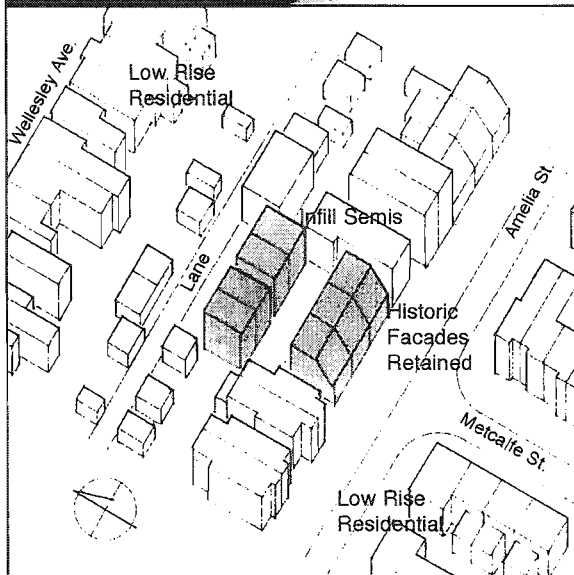 Wellesley Ave.
Low Rise
Residential
Amelia St.
Infill Semis
Lane
Historic
Facades
Retained
Metcalfe St.
Low Rise
Residential